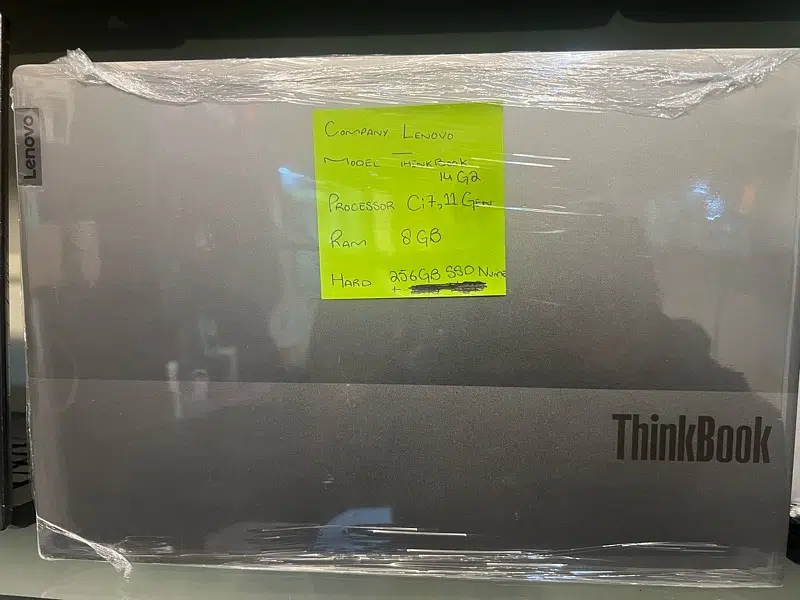 Lenovo
COMPANY LENOVO
MODEL THINKBOOK
14 G2
PROCESSOR Ci7, 11 GEN
RAM 8 GB
HARD 256GB SSD NVME
+
ThinkBook